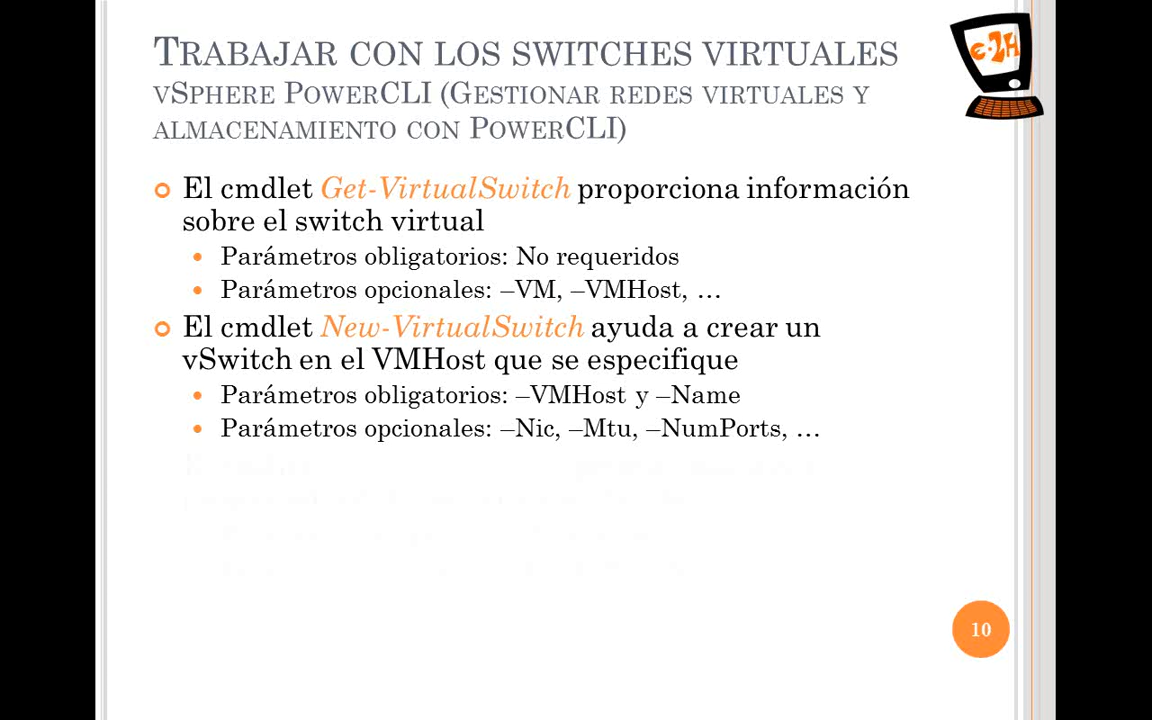 TRABAJAR CON LOS SWITCHES VIRTUALES
VSPHERE POWERCLI (GESTIONAR REDES VIRTUALES Y
ALMACENAMIENTO CON POWERCLI)
e-2H
El cmdlet Get-VirtualSwitch proporciona información
sobre el switch virtual
Parámetros obligatorios: No requeridos
Parámetros opcionales: –VM, –VMHost, …
El cmdlet New-VirtualSwitch ayuda a crear un
vSwitch en el VMHost que se especifique
Parámetros obligatorios: –VMHost y –Name
Parámetros opcionales: –Nic, –Mtu, –NumPorts, …
10